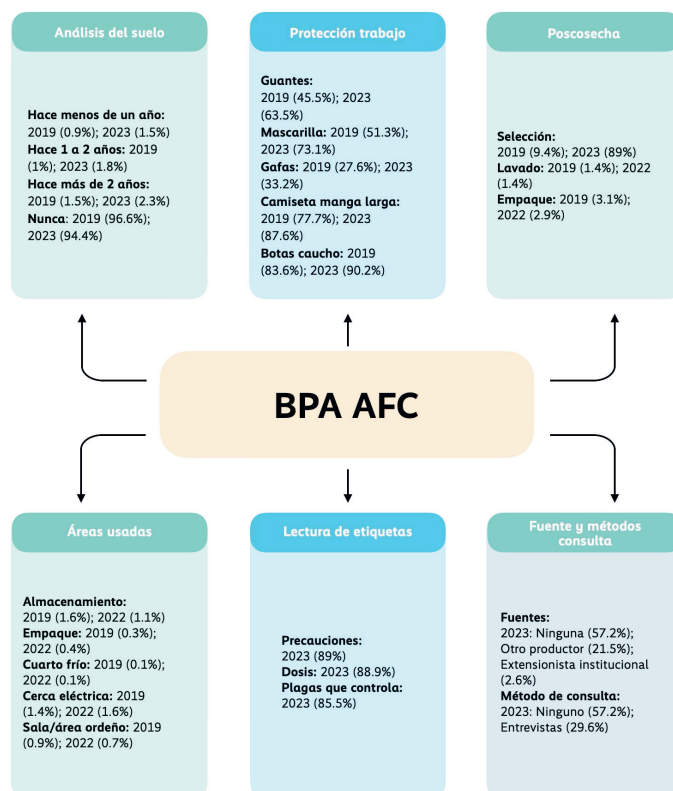 Análisis del suelo
Hace menos de un año:
2019 (0.9%); 2023 (1.5%)
Hace 1 a 2 años: 2019
(1%); 2023 (1.8%)
Hace más de 2 años:
2019 (1.5%); 2023 (2.3%)
Nunca: 2019 (96.6%);
2023 (94.4%)
Protección trabajo
Guantes:
2019 (45.5%); 2023
(63.5%)
Mascarilla: 2019 (51.3%);
2023 (73.1%)
Gafas: 2019 (27.6%); 2023
(33.2%)
Camiseta manga larga:
2019 (77.7%); 2023
(87.6%)
Botas caucho: 2019
(83.6%); 2023 (90.2%)
Poscosecha
Selección:
2019 (9.4%); 2023 (89%)
Lavado: 2019 (1.4%); 2022
(1.4%)
Empaque: 2019 (3.1%);
2022 (2.9%)
BPA AFC
Áreas usadas
Almacenamiento:
2019 (1.6%); 2022 (1.1%)
Empaque: 2019 (0.3%);
2022 (0.4%)
Cuarto frío: 2019 (0.1%);
2022 (0.1%)
Cerca eléctrica: 2019
(1.4%); 2022 (1.6%)
Sala/área ordeño: 2019
(0.9%); 2022 (0.7%)
Lectura de etiquetas
Precauciones:
2023 (89%)
Dosis: 2023 (88.9%)
Plagas que controla:
2023 (85.5%)
Fuente y métodos
consulta
Fuentes:
2023: Ninguna (57.2%);
Otro productor (21.5%);
Extensionista institucional
(2.6%)
Método de consulta:
2023: Ninguno (57.2%);
Entrevistas (29.6%)